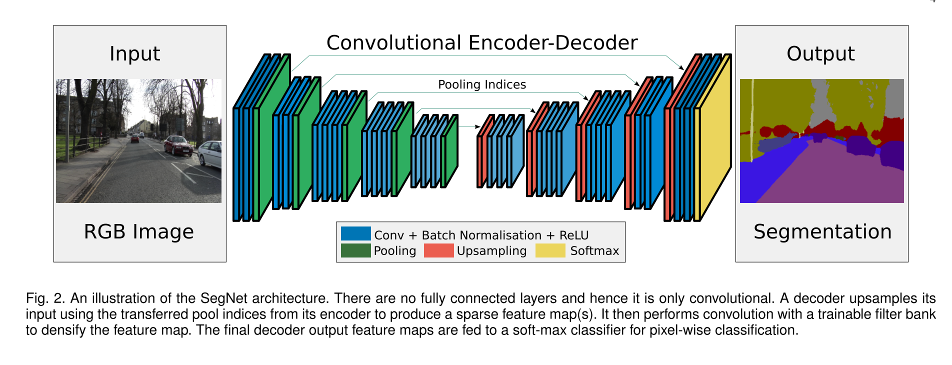 Input
RGB Image
Convolutional Encoder-Decoder
Pooling Indices
Conv + Batch Normalisation + ReLU
Pooling Upsampling Softmax
Output
Segmentation
Fig. 2. An illustration of the SegNet architecture. There are no fully connected layers and hence it is only convolutional. A decoder upsamples its
input using the transferred pool indices from its encoder to produce a sparse feature map(s). It then performs convolution with a trainable filter bank
to densify the feature map. The final decoder output feature maps are fed to a soft-max classifier for pixel-wise classification.